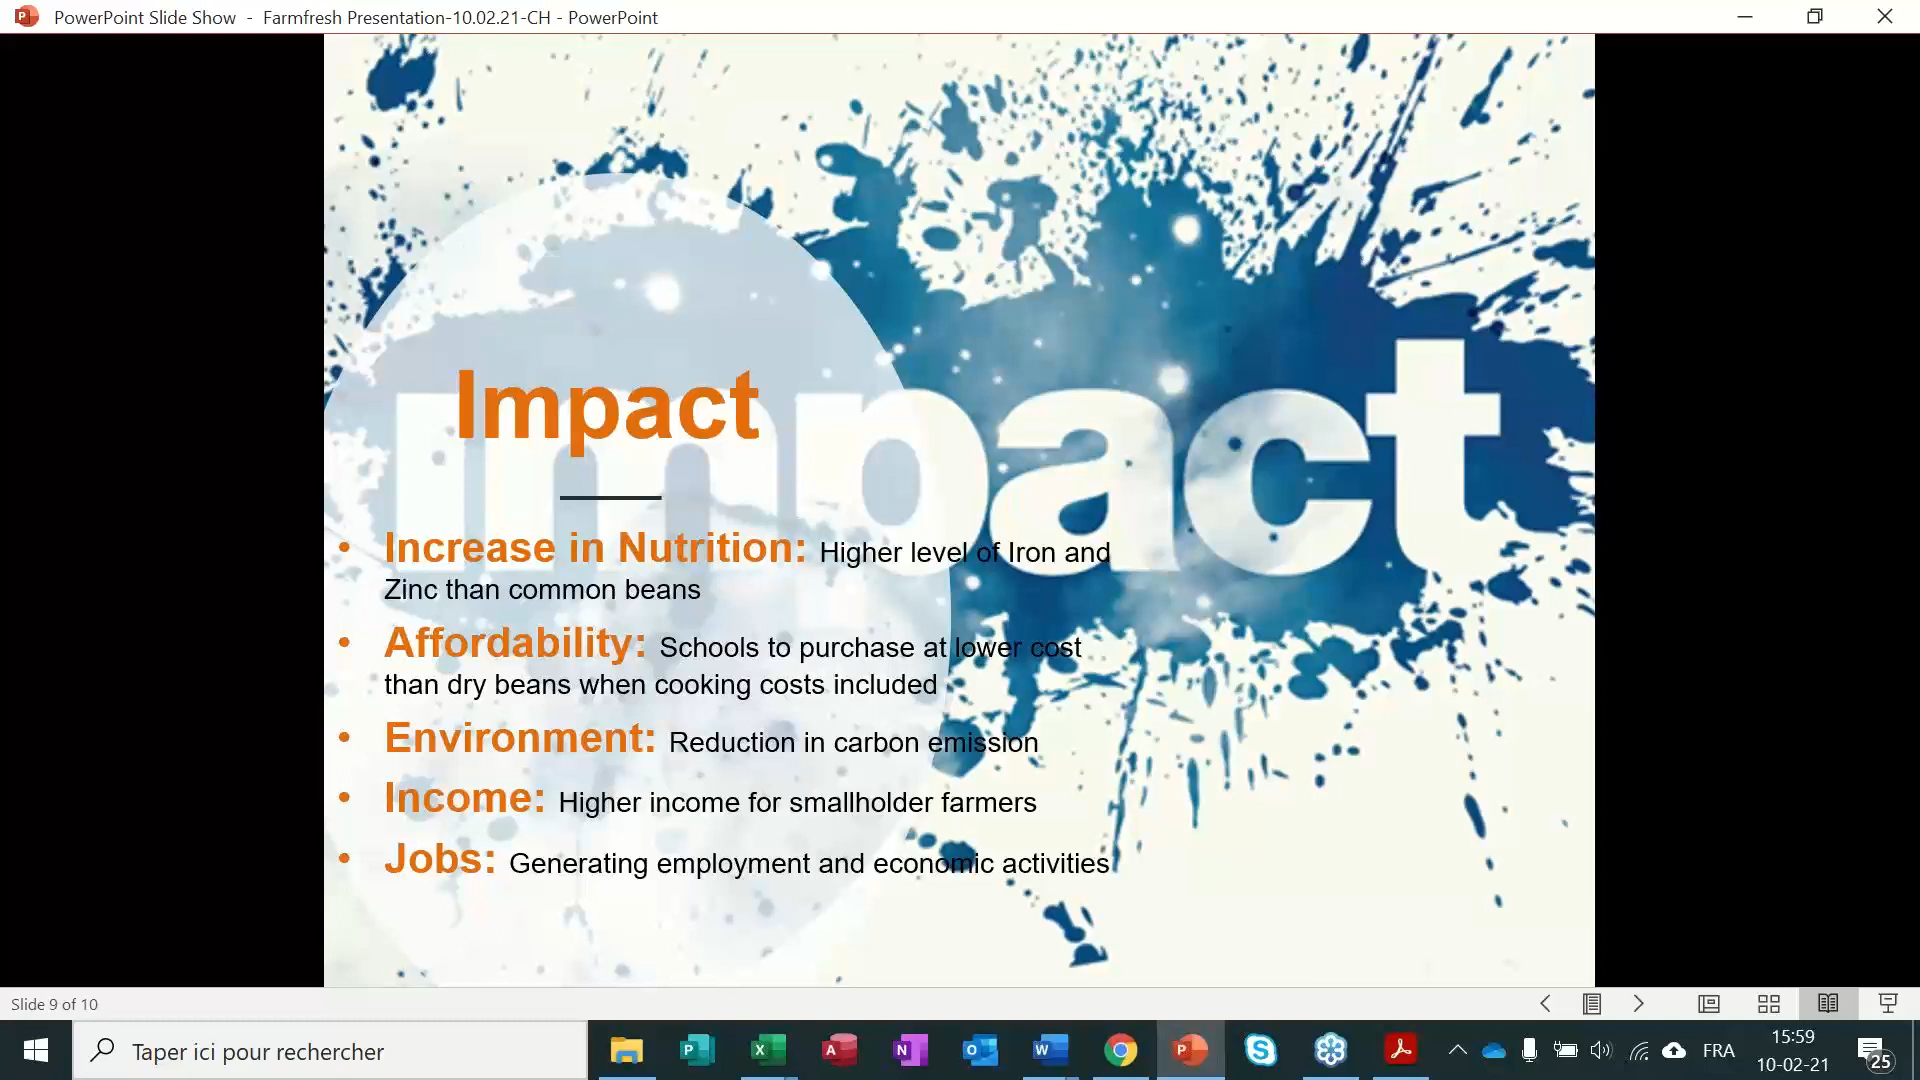 PowerPoint Slide Show - Farmfresh Presentation-10.02.21-CH - PowerPoint
Impact
Impact
• Increase in Nutrition: Higher level of Iron and
Zinc than common beans
• Affordability: Schools to purchase at lower cost
than dry beans when cooking costs included
• Environment: Reduction in carbon emission
• Income: Higher income for smallholder farmers
• Jobs: Generating employment and economic activities
Slide 9 of 10
Taper ici pour rechercher
FRA
15:59
10-02-21
25